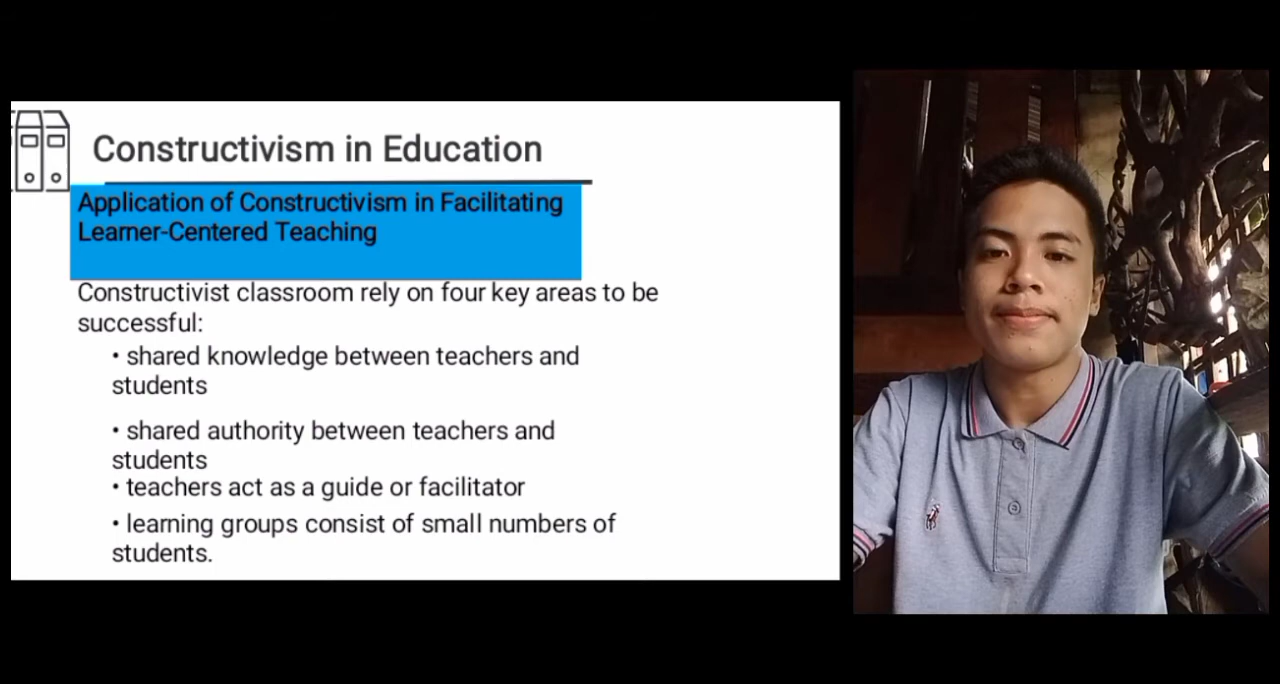 Constructivism in Education
Application of Constructivism in Facilitating
Learner-Centered Teaching
Constructivist classroom rely on four key areas to be
successful:
• shared knowledge between teachers and
students
• shared authority between teachers and
students
• teachers act as a guide or facilitator
• learning groups consist of small numbers of
students.